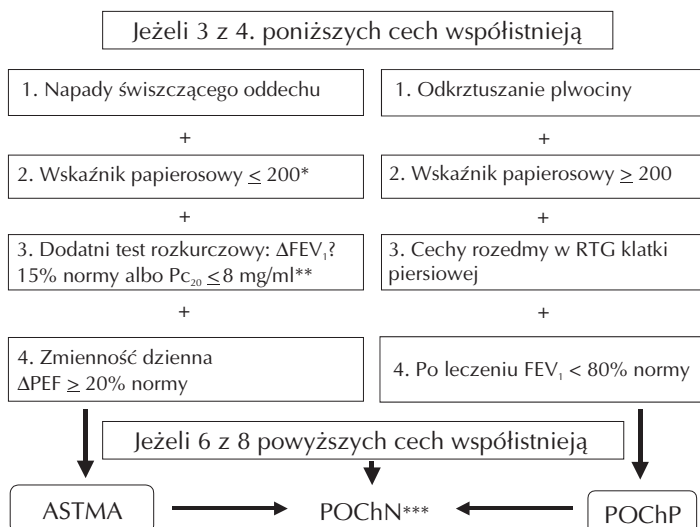 Jeżeli 3 z 4. poniższych cech współistnieją
1. Napady świszczącego oddechu
+
2. Wskaźnik papierosowy ≤ 200*
+
3. Dodatni test rozkurczowy: ΔFEV₁?
15% normy albo Pc₂₀ ≤ 8 mg/ml**
+
4. Zmienność dzienna
ΔPEF ≥ 20% normy
1. Odkrztuszanie plwociny
+
2. Wskaźnik papierosowy ≥ 200
+
3. Cechy rozedmy w RTG klatki
piersiowej
+
4. Po leczeniu FEV₁ < 80% normy
Jeżeli 6 z 8 powyższych cech współistnieją
ASTMA
POChN***
POChP